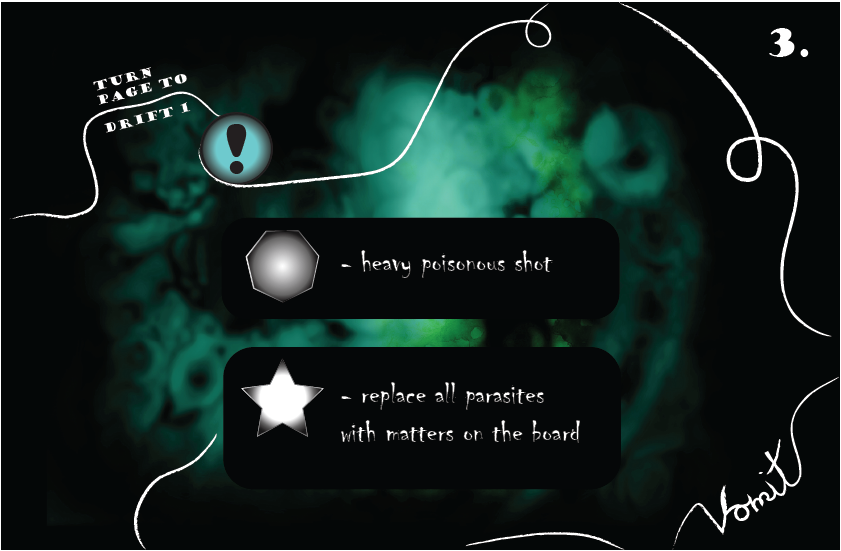 3.
TURN
PAGE TO
DRIFT 1
!
- heavy poisonous shot
- replace all parasites
with matters on the board
Vomit